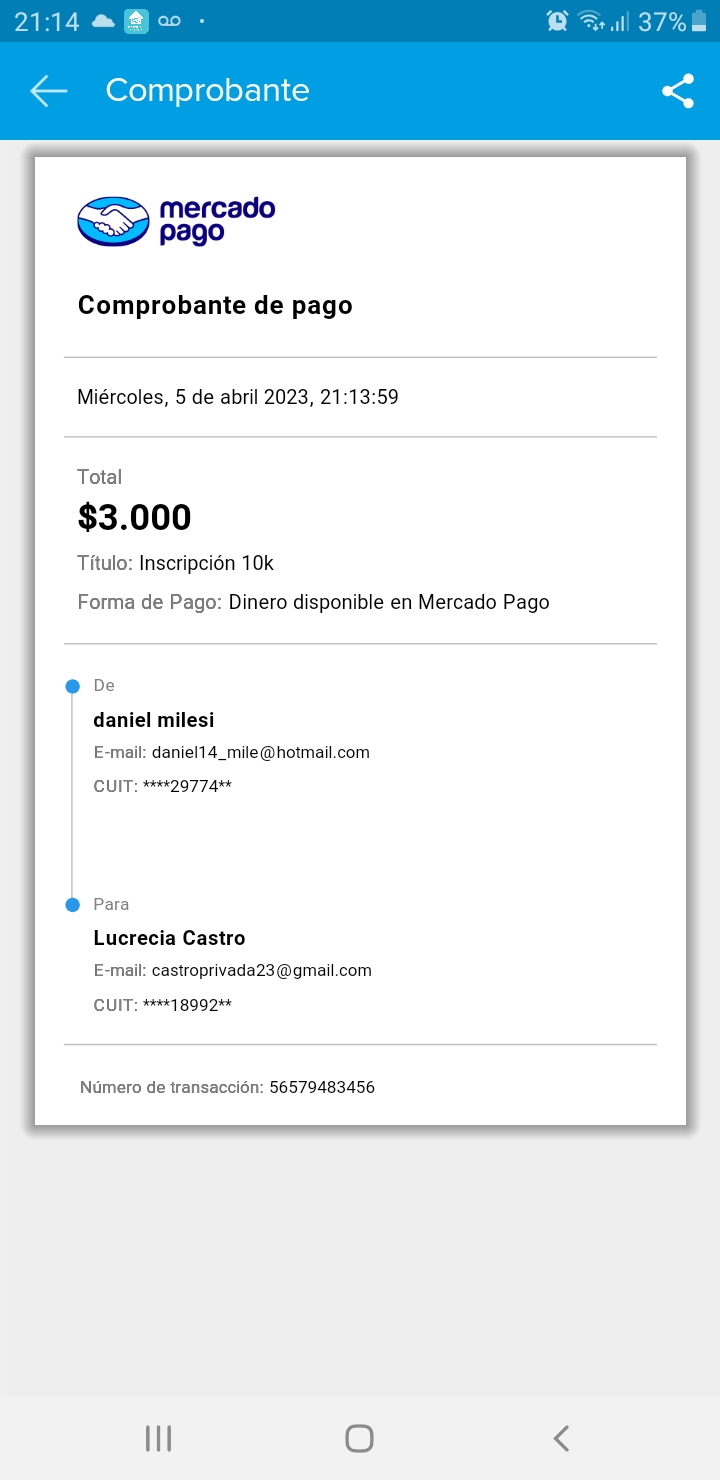 21:14
37%
Comprobante
mercado
pago
Comprobante de pago
Miércoles, 5 de abril 2023, 21:13:59
Total
$3.000
Título: Inscripción 10k
Forma de Pago: Dinero disponible en Mercado Pago
De
daniel milesi
E-mail: daniel14_mile@hotmail.com
CUIT: ****29774**
Para
Lucrecia Castro
E-mail: castroprivada23@gmail.com
CUIT: ****18992**
Número de transacción: 56579483456